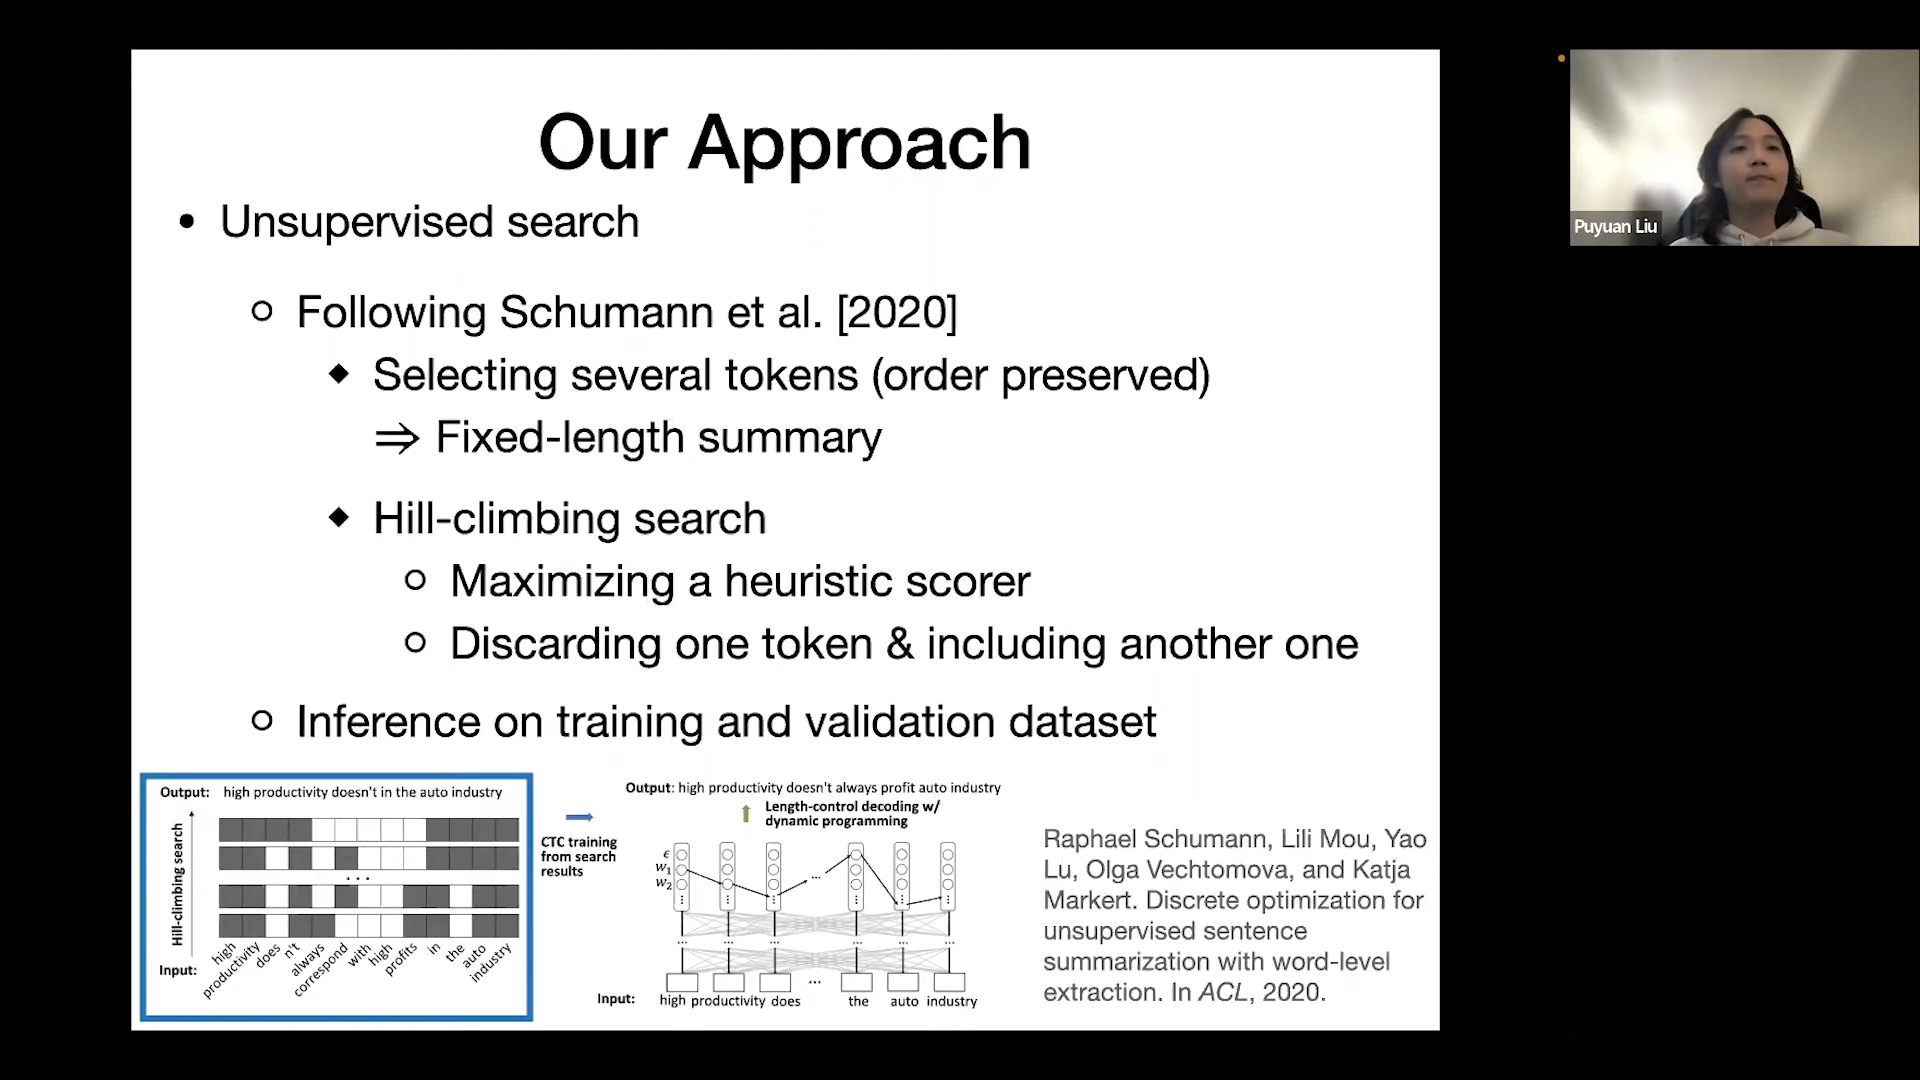 Our Approach
• Unsupervised search
○ Following Schumann et al. [2020]
◆ Selecting several tokens (order preserved)
⇒ Fixed-length summary
◆ Hill-climbing search
○ Maximizing a heuristic scorer
○ Discarding one token & including another one
○ Inference on training and validation dataset
Output: high productivity doesn't in the auto industry
Hill-climbing search
...
Input: high productivity does n't always correspond with high profits in the auto industry
CTC training
from search
results
Output: high productivity doesn't always profit auto industry
Length-control decoding w/
dynamic programming
ϵ
w₁
w₂
Input: high productivity does ... the auto industry
Raphael Schumann, Lili Mou, Yao
Lu, Olga Vechtomova, and Katja
Markert. Discrete optimization for
unsupervised sentence
summarization with word-level
extraction. In ACL, 2020.
Puyuan Liu